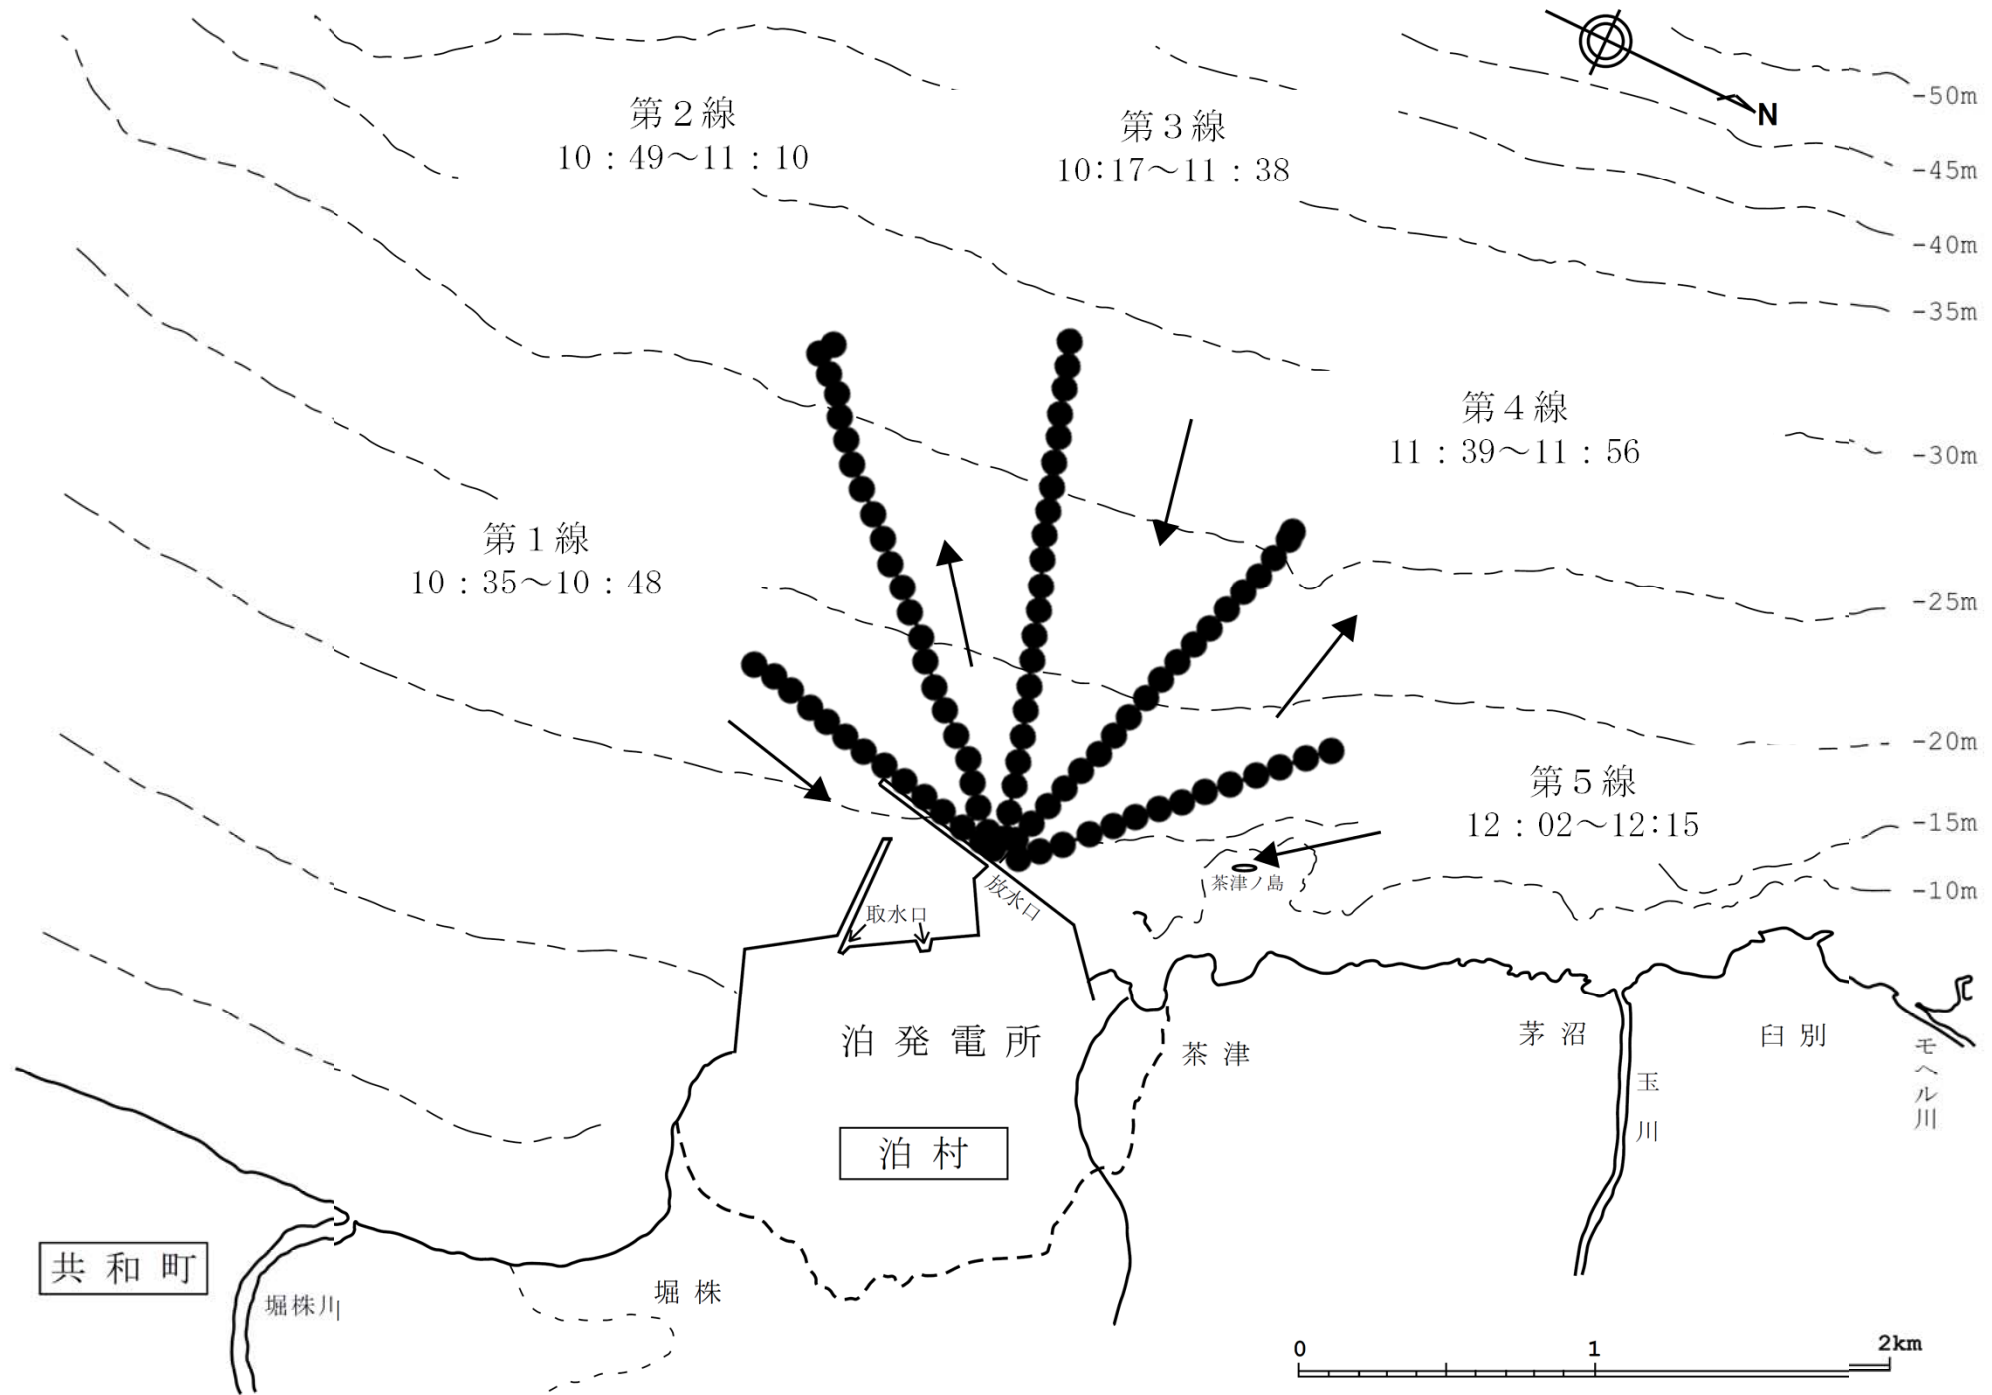 第２線
10：49～11：10
第３線
10:17～11：38
N
-50m
-45m
-40m
-35m
第４線
11：39～11：56
-30m
第１線
10：35～10：48
-25m
-20m
第５線
12：02～12:15
-15m
-10m
茶津ノ島
放水口
取水口
泊発電所
茶津
茅沼
臼別
モヘル川
玉川
泊村
共和町
堀株川
堀株
0 1 2km